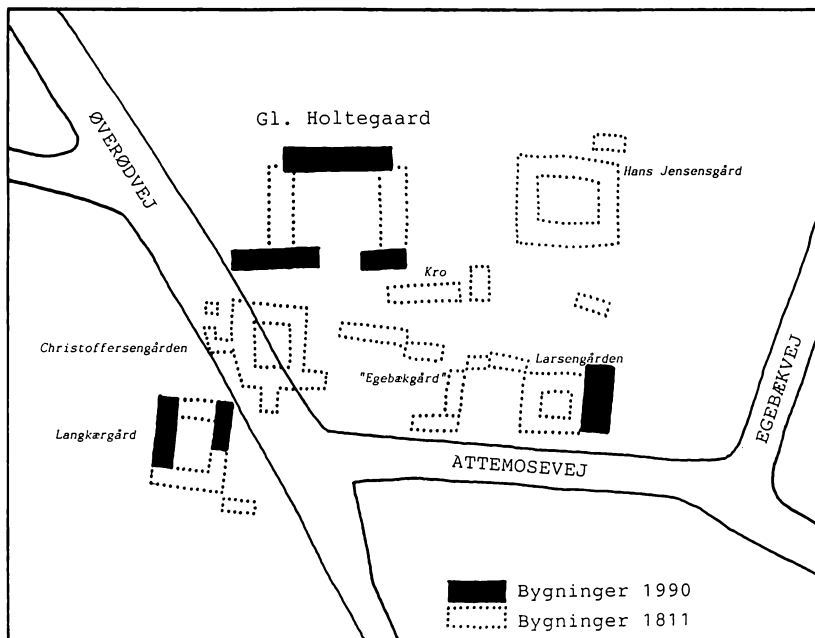 Gl. Holtegaard
ØVERØDVEJ
Hans Jensensgård
Kro
Christoffersengården
Larsengården
"Egebækgård"
Langkærgård
ATTEMOSEVEJ
EGEBÆKVEJ
Bygninger 1990
Bygninger 1811